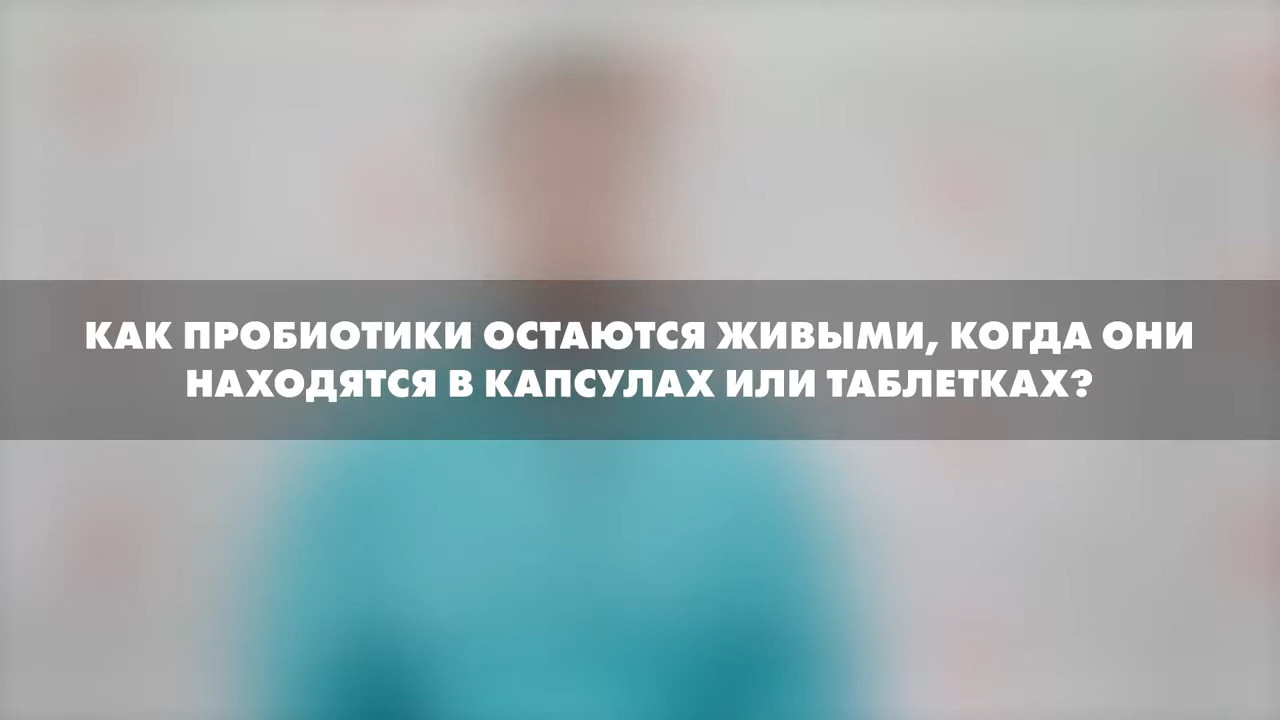 КАК ПРОБИОТИКИ ОСТАЮТСЯ ЖИВЫМИ, КОГДА ОНИ
НАХОДЯТСЯ В КАПСУЛАХ ИЛИ ТАБЛЕТКАХ?